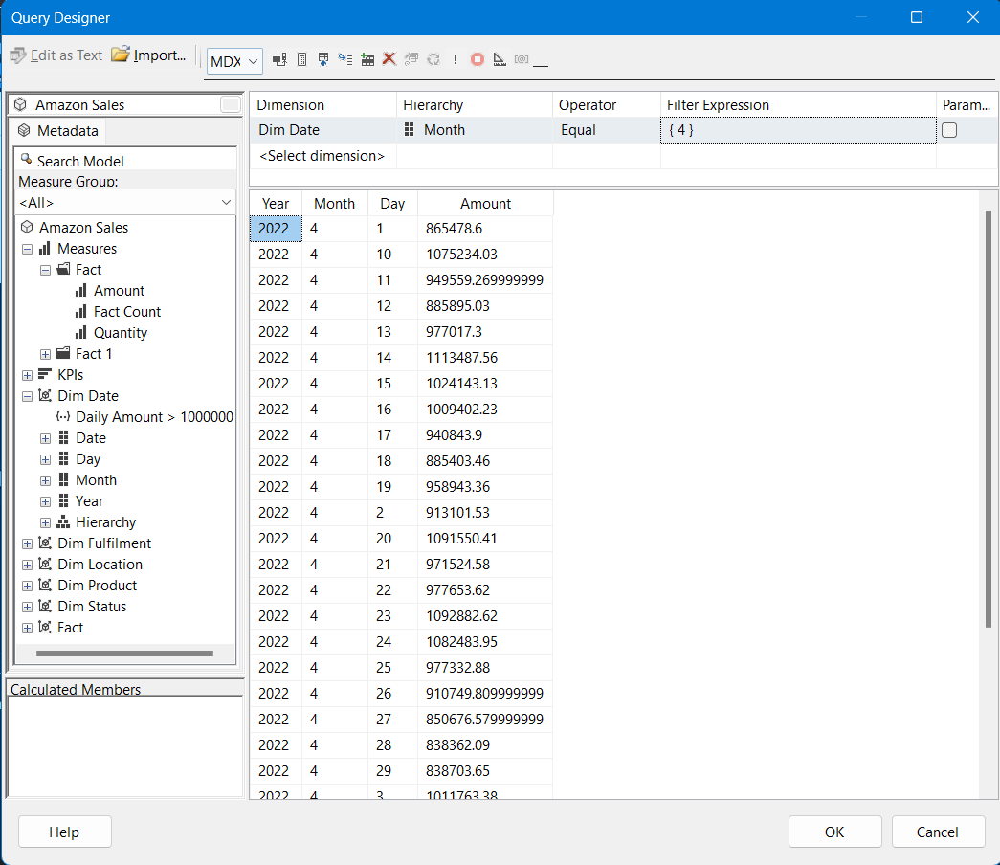 Query Designer
Edit as Text Import... MDX !
Amazon Sales
Metadata
Search Model
Measure Group:
<All>
Amazon Sales
Measures
Fact
Amount
Fact Count
Quantity
Fact 1
KPIs
Dim Date
Daily Amount > 1000000
Date
Day
Month
Year
Hierarchy
Dim Fulfilment
Dim Location
Dim Product
Dim Status
Fact
Calculated Members
Dimension Hierarchy Operator Filter Expression Param...
Dim Date Month Equal { 4 }
<Select dimension>
Year Month Day Amount
2022 4 1 865478.6
2022 4 10 1075234.03
2022 4 11 949559.269999999
2022 4 12 885895.03
2022 4 13 977017.3
2022 4 14 1113487.56
2022 4 15 1024143.13
2022 4 16 1009402.23
2022 4 17 940843.9
2022 4 18 885403.46
2022 4 19 958943.36
2022 4 2 913101.53
2022 4 20 1091550.41
2022 4 21 971524.58
2022 4 22 977653.62
2022 4 23 1092882.62
2022 4 24 1082483.95
2022 4 25 977332.88
2022 4 26 910749.809999999
2022 4 27 850676.579999999
2022 4 28 838362.09
2022 4 29 838703.65
2022 4 3 1011763.38
Help OK Cancel